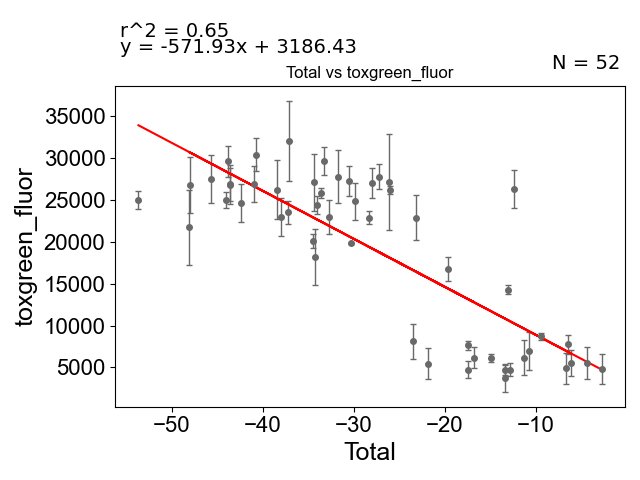 r^2 = 0.65
y = -571.93x + 3186.43
N = 52
Total vs toxgreen_fluor
35000
30000
25000
20000
15000
10000
5000
toxgreen_fluor
−50 −40 −30 −20 −10
Total